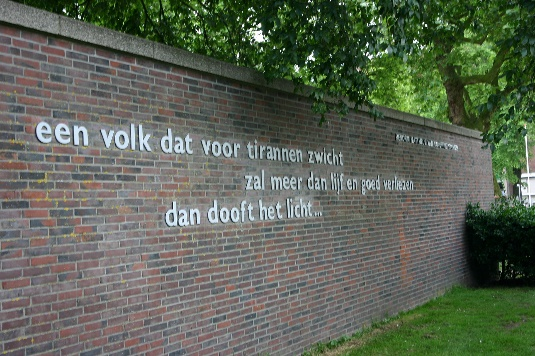 een volk dat voor tirannen zwicht
zal meer dan lijf en goed verliezen
dan dooft het licht...